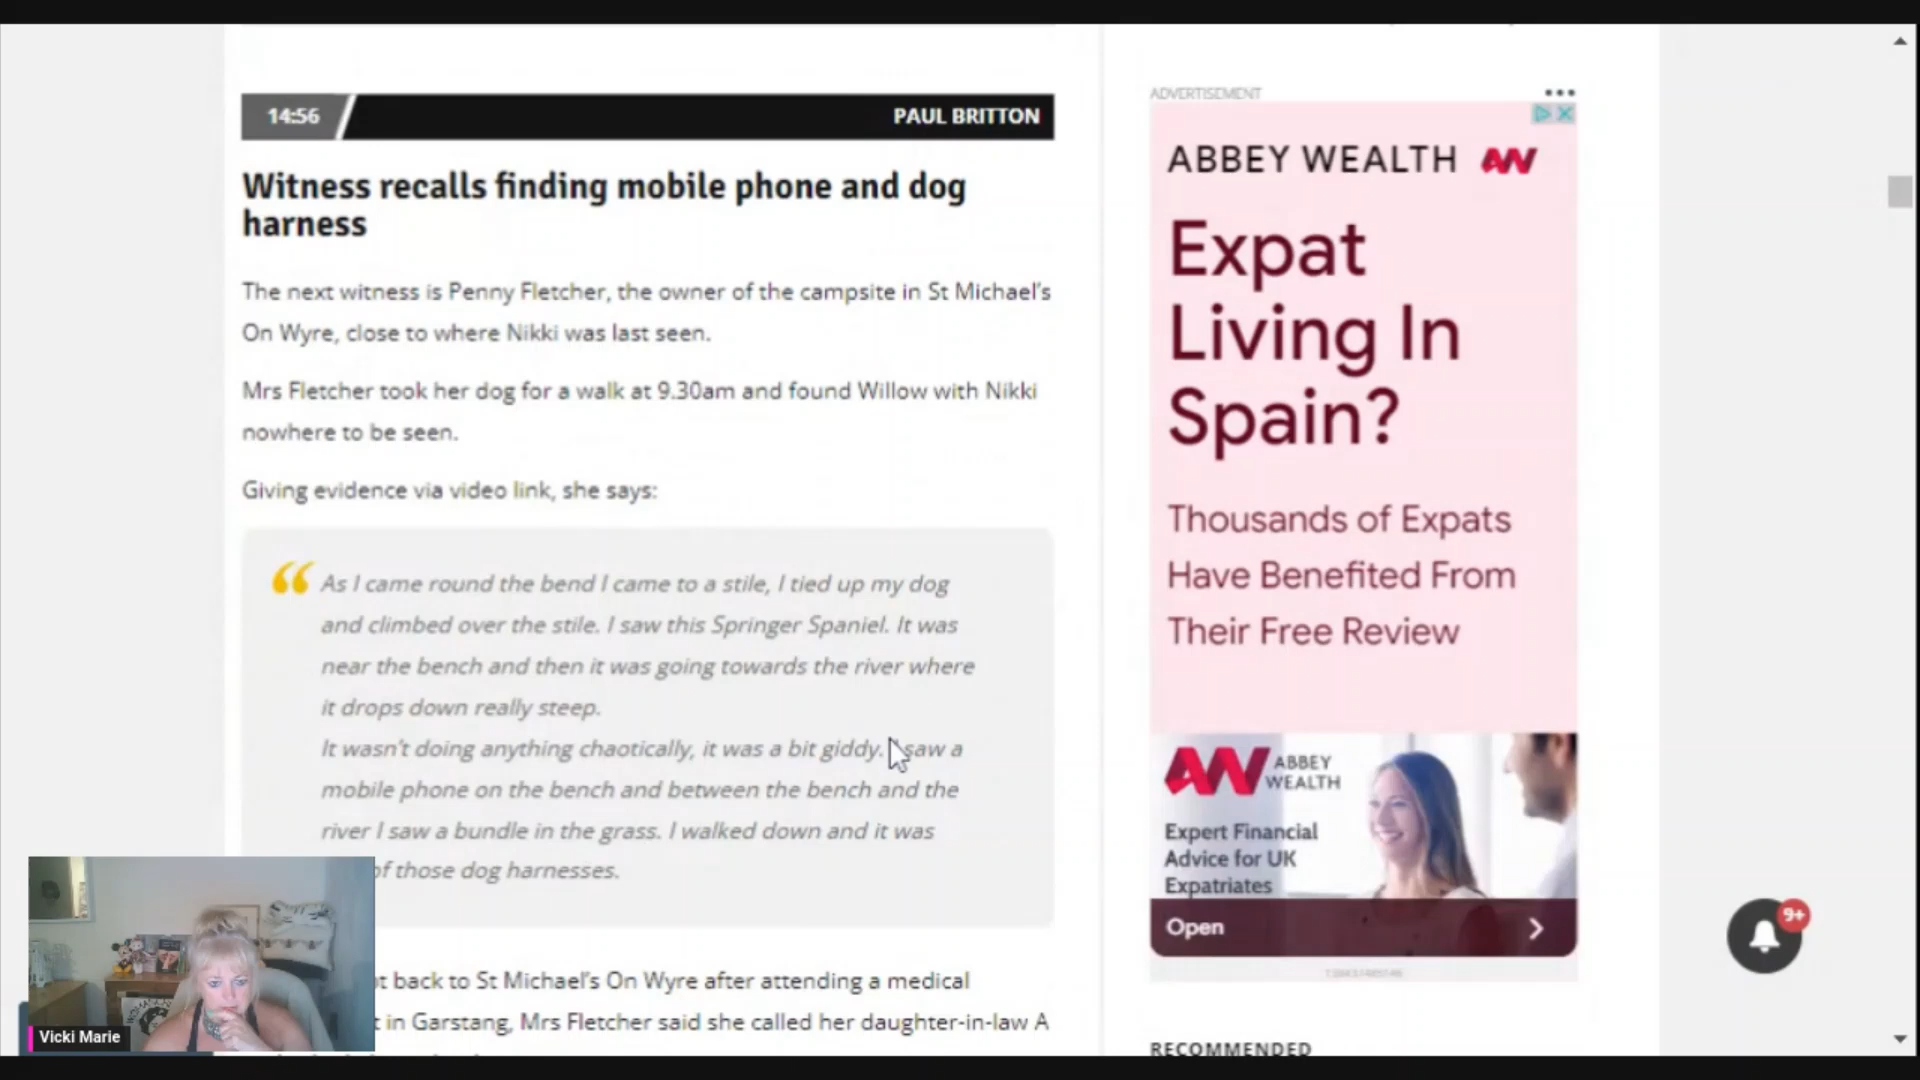 14:56
PAUL BRITTON
Witness recalls finding mobile phone and dog
harness
The next witness is Penny Fletcher, the owner of the campsite in St Michael's
On Wyre, close to where Nikki was last seen.
Mrs Fletcher took her dog for a walk at 9.30am and found Willow with Nikki
nowhere to be seen.
Giving evidence via video link, she says:
“ As I came round the bend I came to a stile, I tied up my dog
and climbed over the stile. I saw this Springer Spaniel. It was
near the bench and then it was going towards the river where
it drops down really steep.
It wasn't doing anything chaotically, it was a bit giddy. saw a
mobile phone on the bench and between the bench and the
river I saw a bundle in the grass. I walked down and it was
of those dog harnesses.
back to St Michael's On Wyre after attending a medical
in Garstang, Mrs Fletcher said she called her daughter-in-law A
Vicki Marie
ADVERTISEMENT
ABBEY WEALTH AW
Expat
Living In
Spain?
Thousands of Expats
Have Benefited From
Their Free Review
AW ABBEY
WEALTH
Expert Financial
Advice for UK
Expatriates
Open
RECOMMENDED
9+